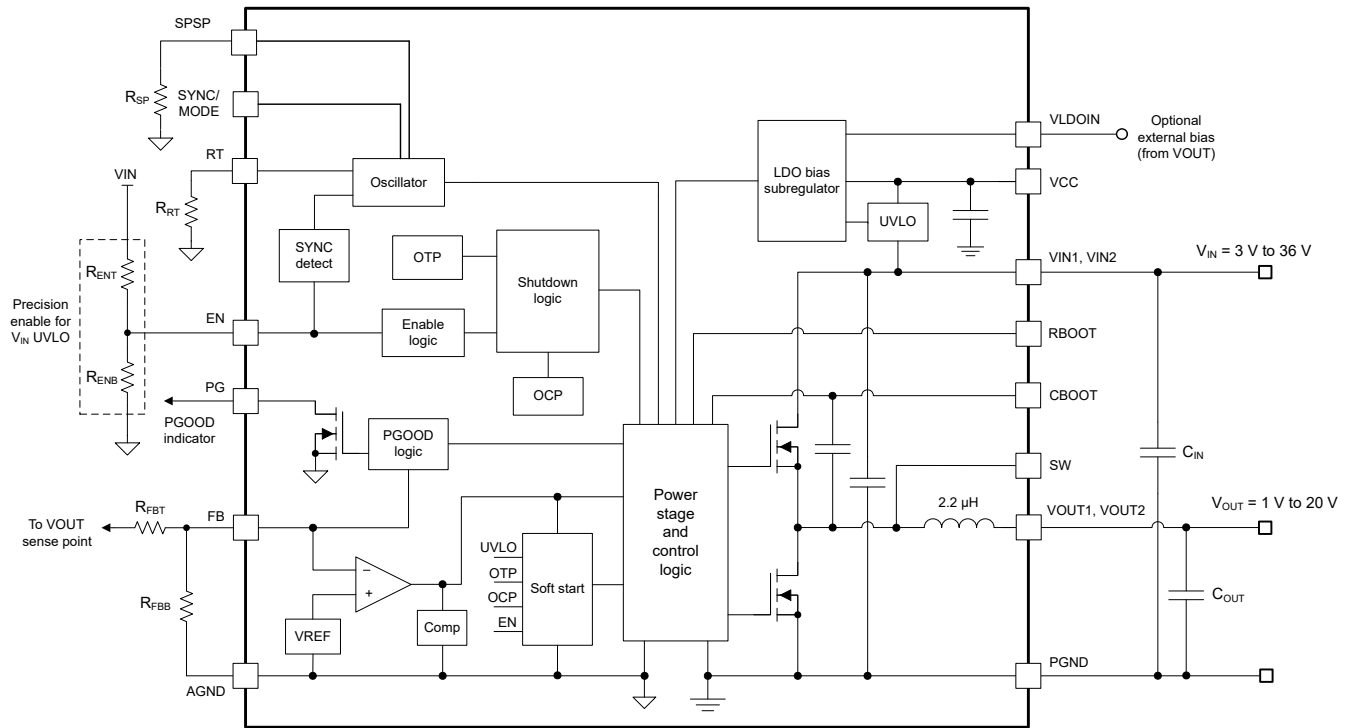 SPSP
R_SP
SYNC/
MODE
RT
VIN
R_RT
R_ENT
Precision
enable for
V_IN UVLO
EN
R_ENB
PG
PGOOD
indicator
R_FBT
FB
To VOUT
sense point
R_FBB
AGND
Oscillator
SYNC
detect
OTP
Shutdown
logic
Enable
logic
OCP
PGOOD
logic
UVLO
OTP
OCP
EN
Soft start
−
+
VREF
Comp
Power
stage
and
control
logic
LDO bias
subregulator
UVLO
2.2 µH
VLDOIN
Optional
external bias
(from VOUT)
VCC
VIN1, VIN2
V_IN = 3 V to 36 V
RBOOT
CBOOT
C_IN
SW
VOUT1, VOUT2
V_OUT = 1 V to 20 V
C_OUT
PGND